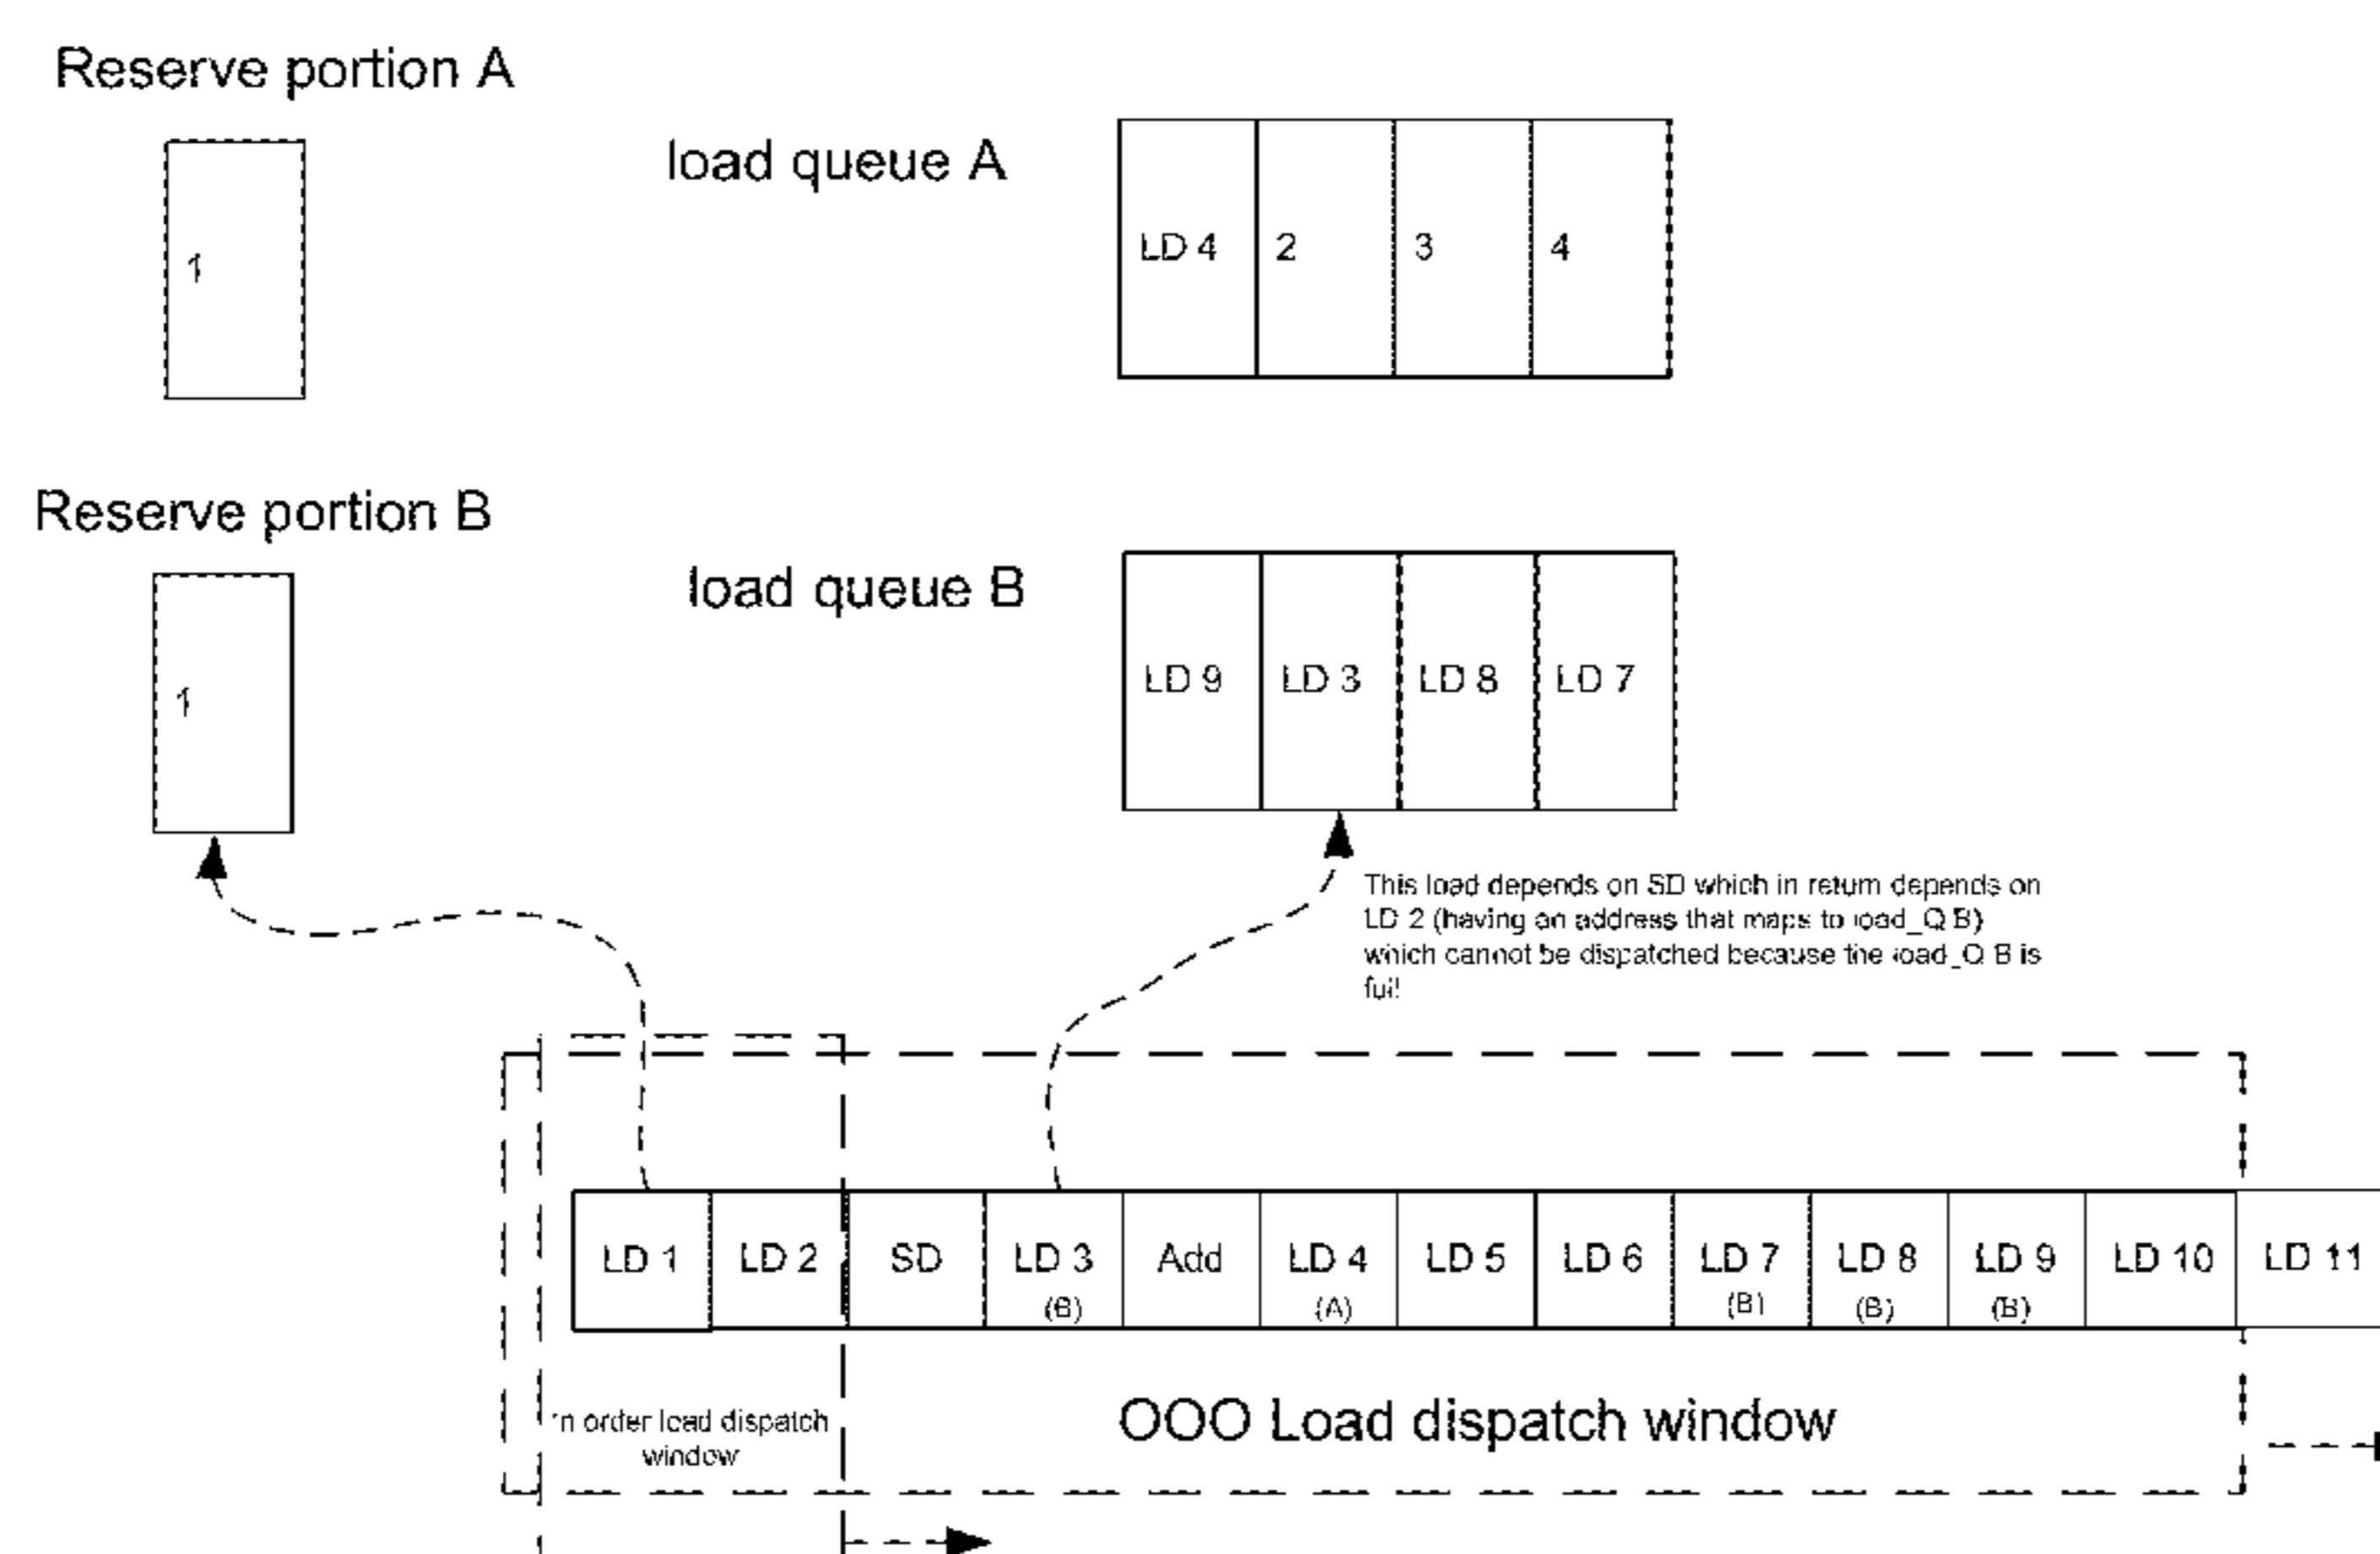 Reserve portion A
load queue A
1
LD 4 2 3 4
Reserve portion B
load queue B
1
LD 9 LD 3 LD 8 LD 7
This load depends on SD which in return depends on
LD 2 (having an address that maps to load_Q B)
which cannot be dispatched because the load_Q B is
full
LD 1 LD 2 SD LD 3 Add LD 4 LD 5 LD 6 LD 7 LD 8 LD 9 LD 10 LD 11
(B) (A) (B) (B) (B)
In order load dispatch
window
OOO Load dispatch window